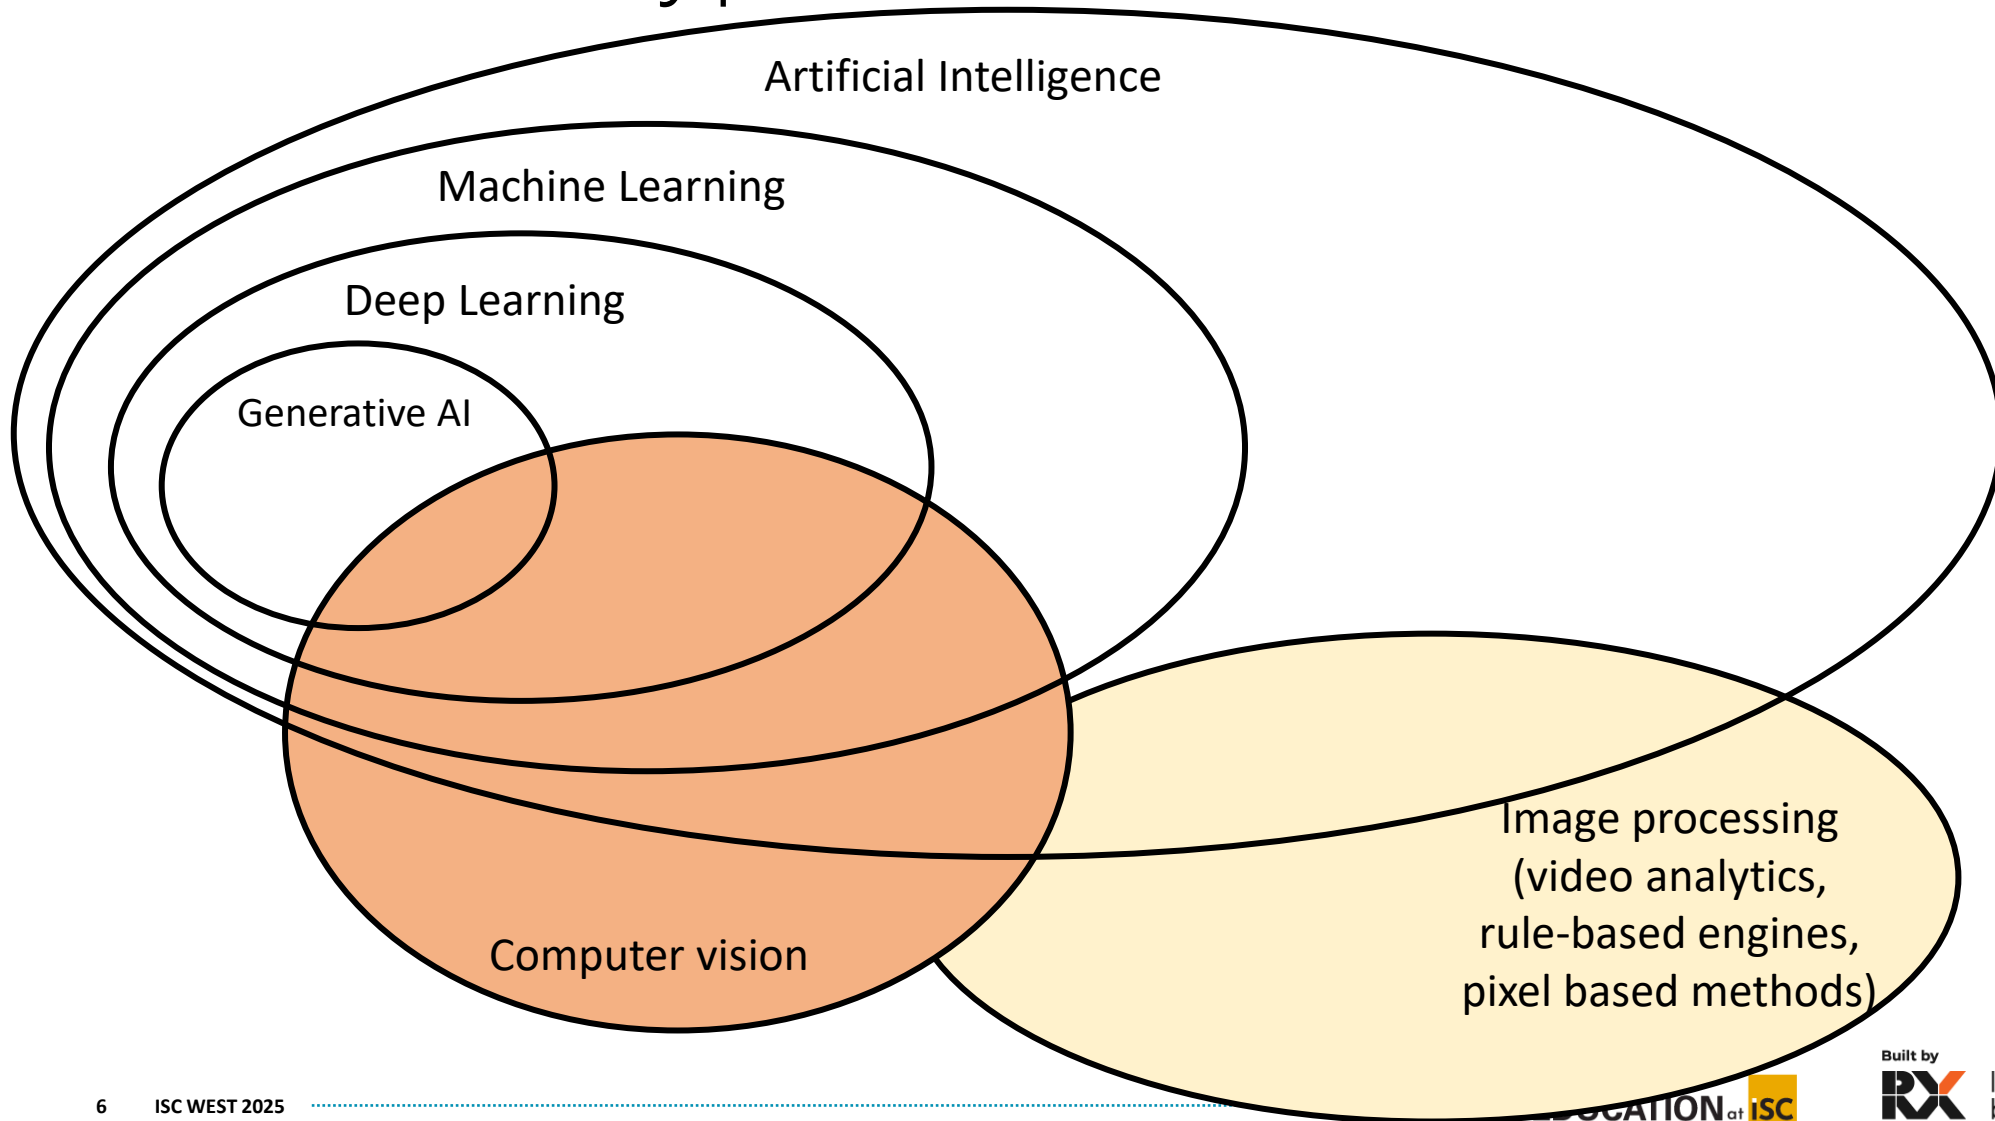 Artificial Intelligence
Machine Learning
Deep Learning
Generative AI
Computer vision
Image processing
(video analytics,
rule-based engines,
pixel based methods)
6 ISC WEST 2025
at ISC
Built by
RX